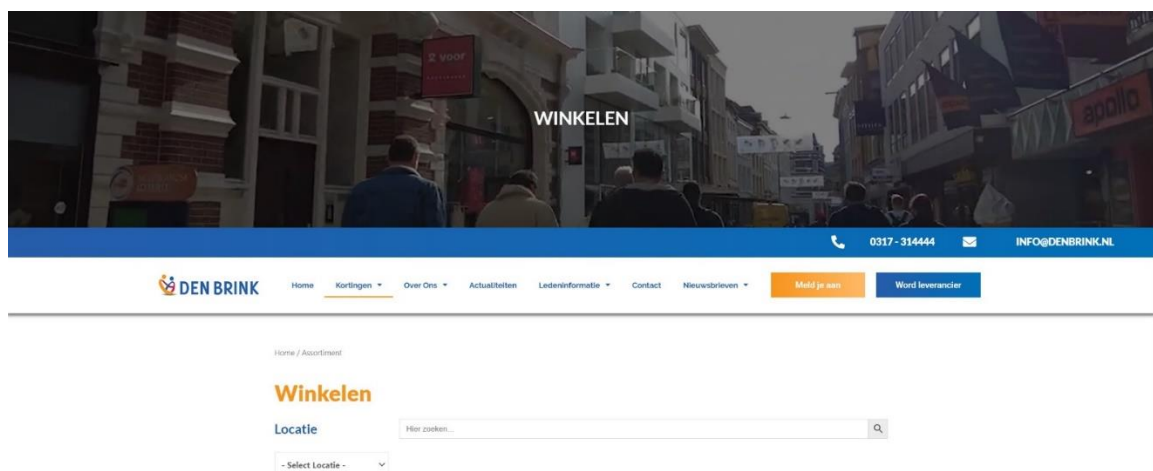 voor
WINKELEN
apollo
0317 - 314444 INFO@DENBRINK.NL
DEN BRINK Home Kortingen Over Ons Actualiteiten Ledeninformatie Contact Nieuwsbrieven Meld je aan Word leverancier
Home / Assortiment
Winkelen
Locatie Hier zoeken...
- Select Locatie -